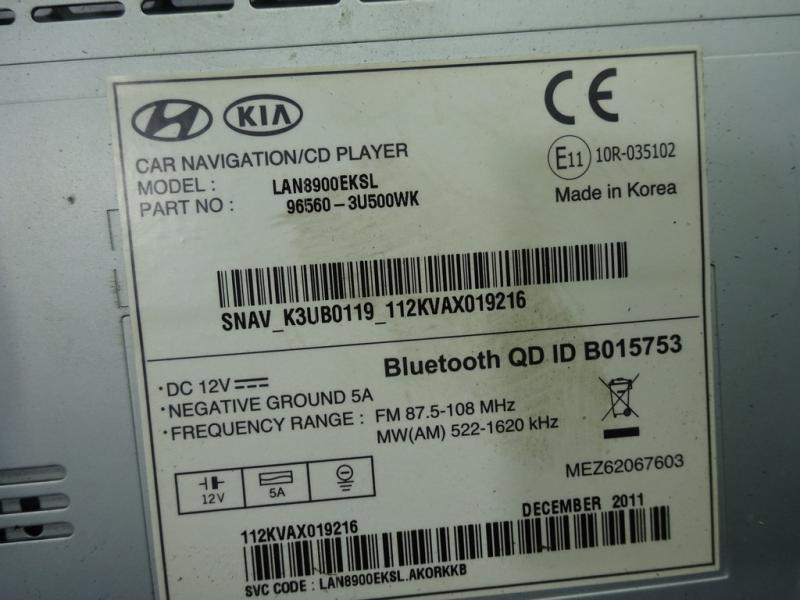 KIA
CE
CAR NAVIGATION/CD PLAYER
MODEL : LAN8900EKSL
PART NO : 96560-3U500WK
E11 10R-035102
Made in Korea
SNAV_K3UB0119_112KVAX019216
Bluetooth QD ID B015753
·DC 12V
·NEGATIVE GROUND 5A
·FREQUENCY RANGE : FM 87.5-108 MHz
MW(AM) 522-1620 kHz
12V 5A
MEZ62067603
112KVAX019216 DECEMBER 2011
SVC CODE : LAN8900EKSL.AKORKKB